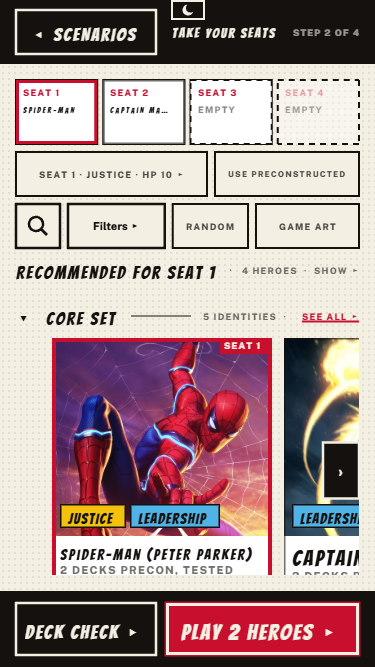 ◂ SCENARIOS
TAKE YOUR SEATS
STEP 2 OF 4
SEAT 1
SPIDER-MAN
SEAT 2
CAPTAIN MA…
SEAT 3
EMPTY
SEAT 4
EMPTY
SEAT 1 · JUSTICE · HP 10 ▸
USE PRECONSTRUCTED
Filters ▸
RANDOM
GAME ART
RECOMMENDED FOR SEAT 1
· 4 HEROES · SHOW ▸
▾ CORE SET
5 IDENTITIES ·
SEE ALL ▸
SEAT 1
JUSTICE
LEADERSHIP
SPIDER-MAN (PETER PARKER)
2 DECKS PRECON, TESTED
›
LEADERSH
CAPTAIN
DECK CHECK ▸
PLAY 2 HEROES ▸